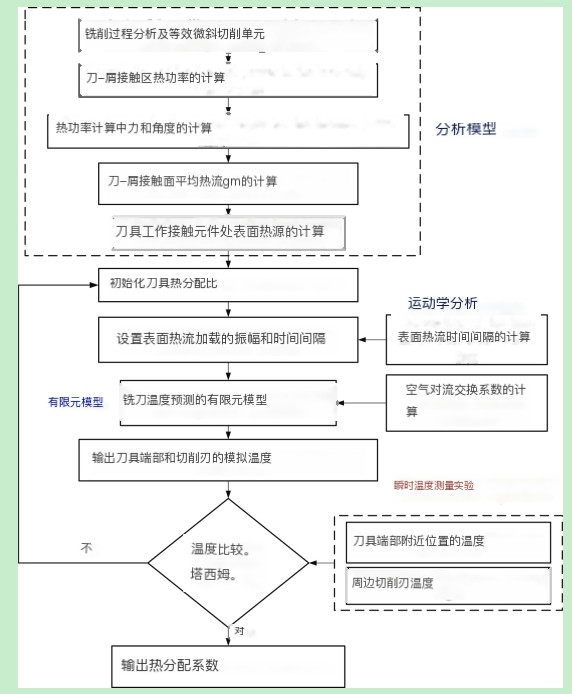 铣削过程分析及等效微斜切削单元
刀-屑接触区热功率的计算
热功率计算中力和角度的计算
分析模型
刀-屑接触面平均热流gm的计算
刀具工作接触元件处表面热源的计算
初始化刀具热分配比
运动学分析
设置表面热流加载的振幅和时间间隔
表面热流时间间隔的计算
有限元模型
铣刀温度预测的有限元模型
空气对流交换系数的计
算
输出刀具端部和切削刃的模拟温度
瞬时温度测量实验
不
温度比较。
塔西姆。
刀具端部附近位置的温度
周边切削刃温度
对
输出热分配系数